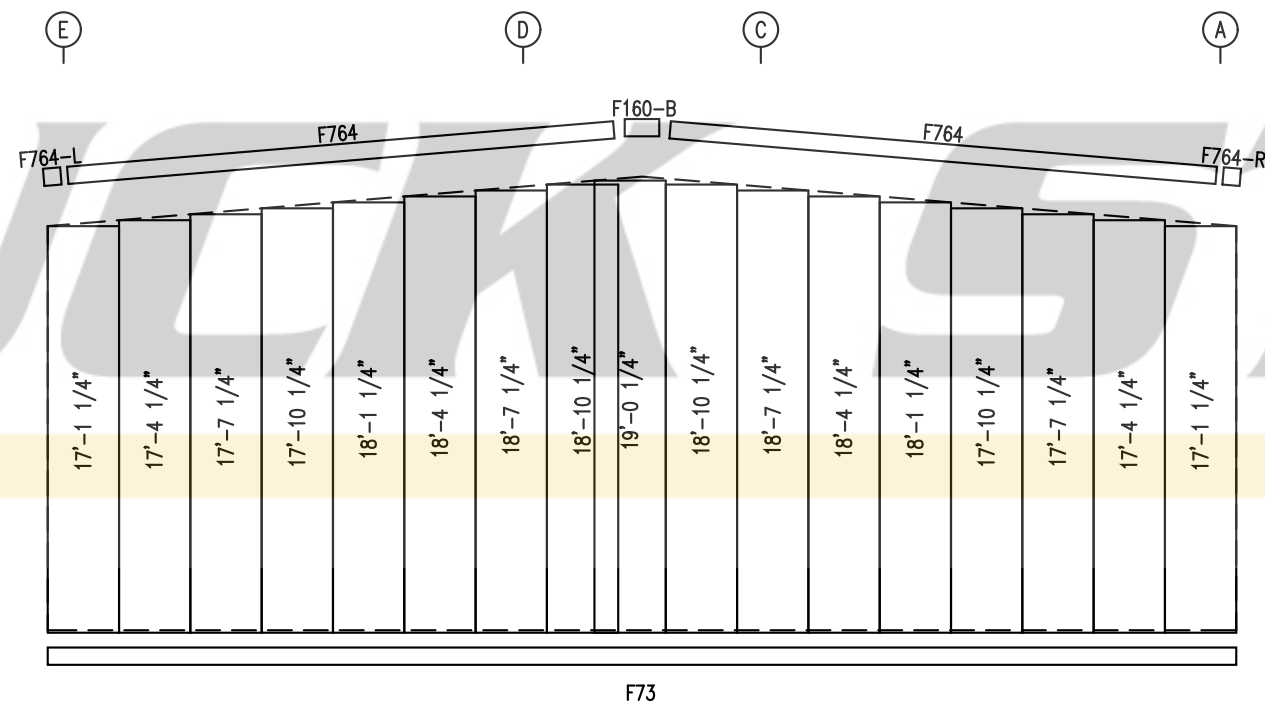 E
D
C
A
F160-B
F764
F764
F764-L
F764-R
17'-1 1/4"
17'-4 1/4"
17'-7 1/4"
17'-10 1/4"
18'-1 1/4"
18'-4 1/4"
18'-7 1/4"
18'-10 1/4"
19'-0 1/4"
18'-10 1/4"
18'-7 1/4"
18'-4 1/4"
18'-1 1/4"
17'-10 1/4"
17'-7 1/4"
17'-4 1/4"
17'-1 1/4"
F73